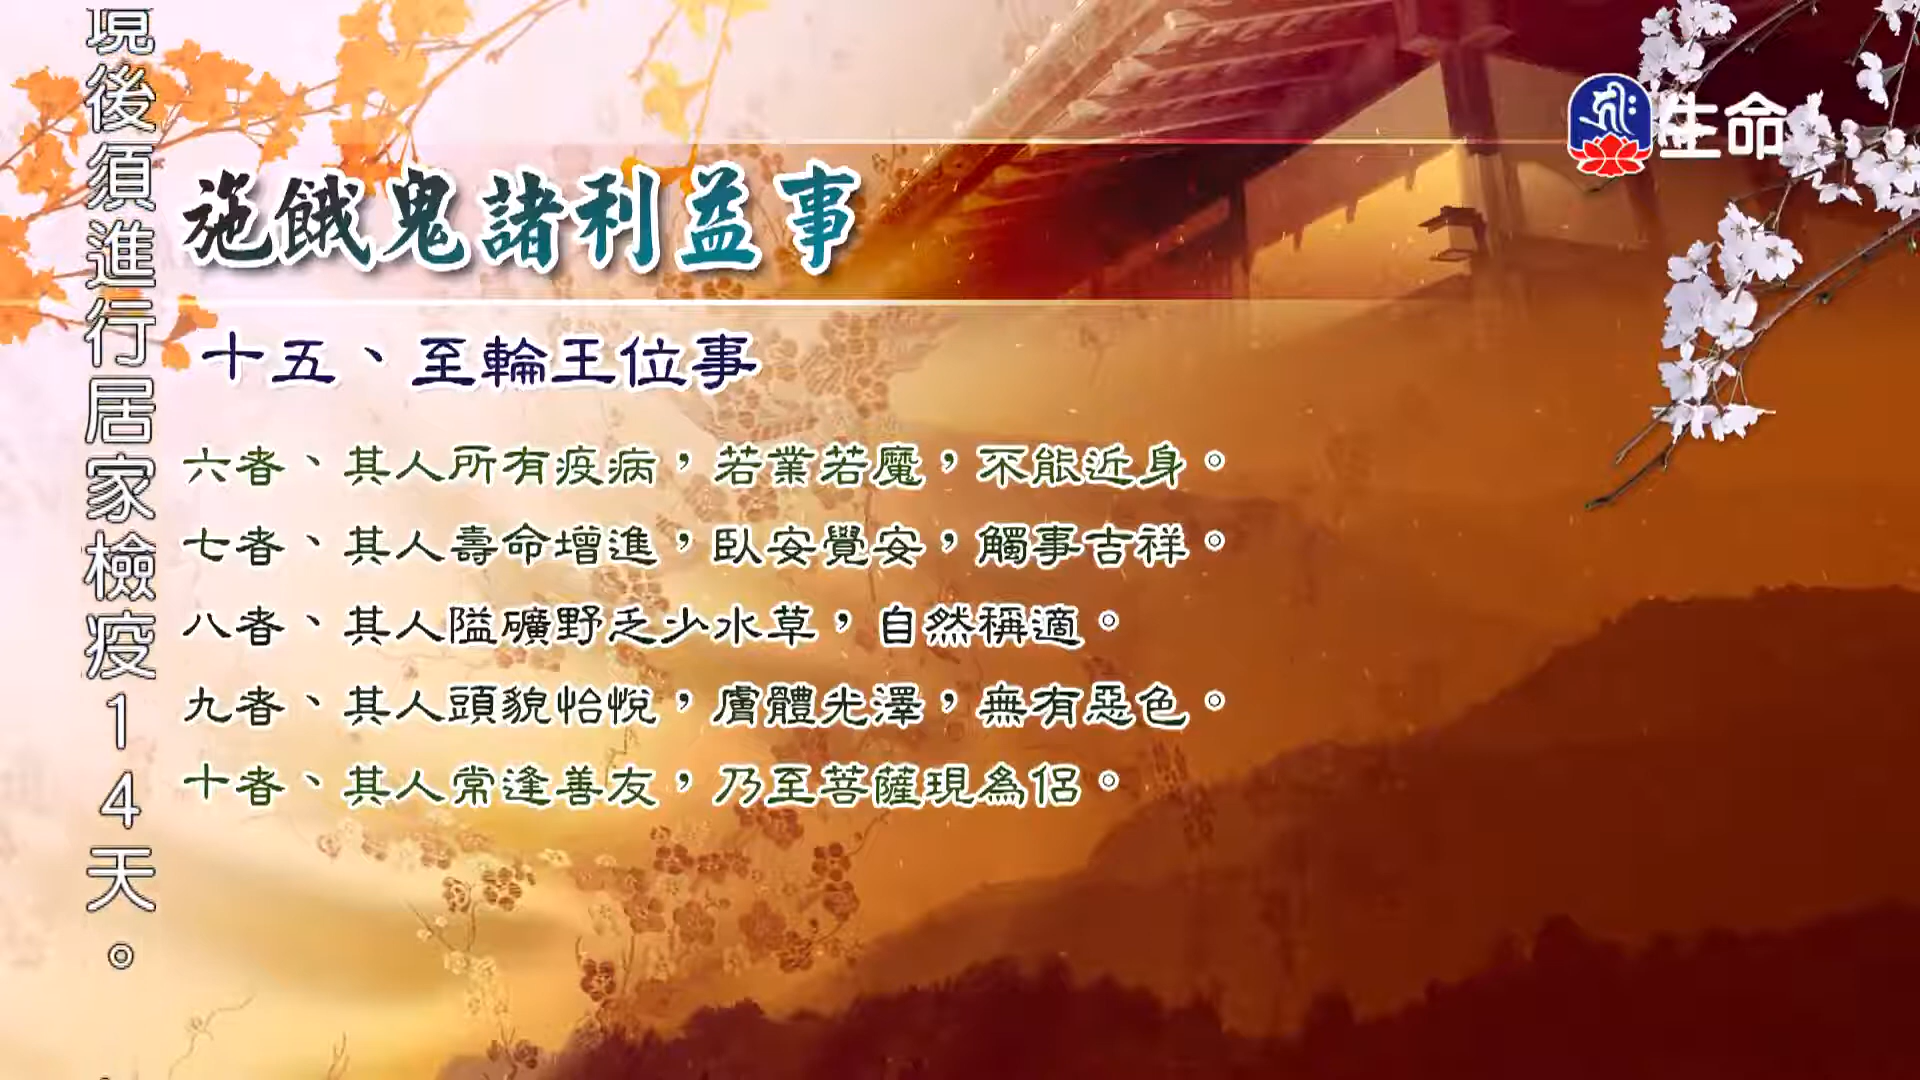 現後須進行居家檢疫14天。
生命
施餓鬼諸利益事
十五、至輪王位事
六者、其人所有疫病,若業若魔,不能近身。
七者、其人壽命增進,臥安覺安,觸事吉祥。
八者、其人隘礦野乏少水草,自然稱適。
九者、其人頭貌怡悅,膚體光澤,無有惡色。
十者、其人常逢善友,乃至菩薩現為侶。